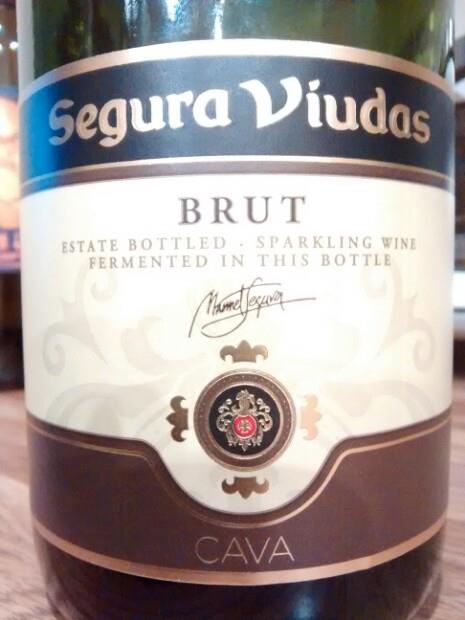 Segura Viudas
BRUT
ESTATE BOTTLED · SPARKLING WINE
FERMENTED IN THIS BOTTLE
CAVA